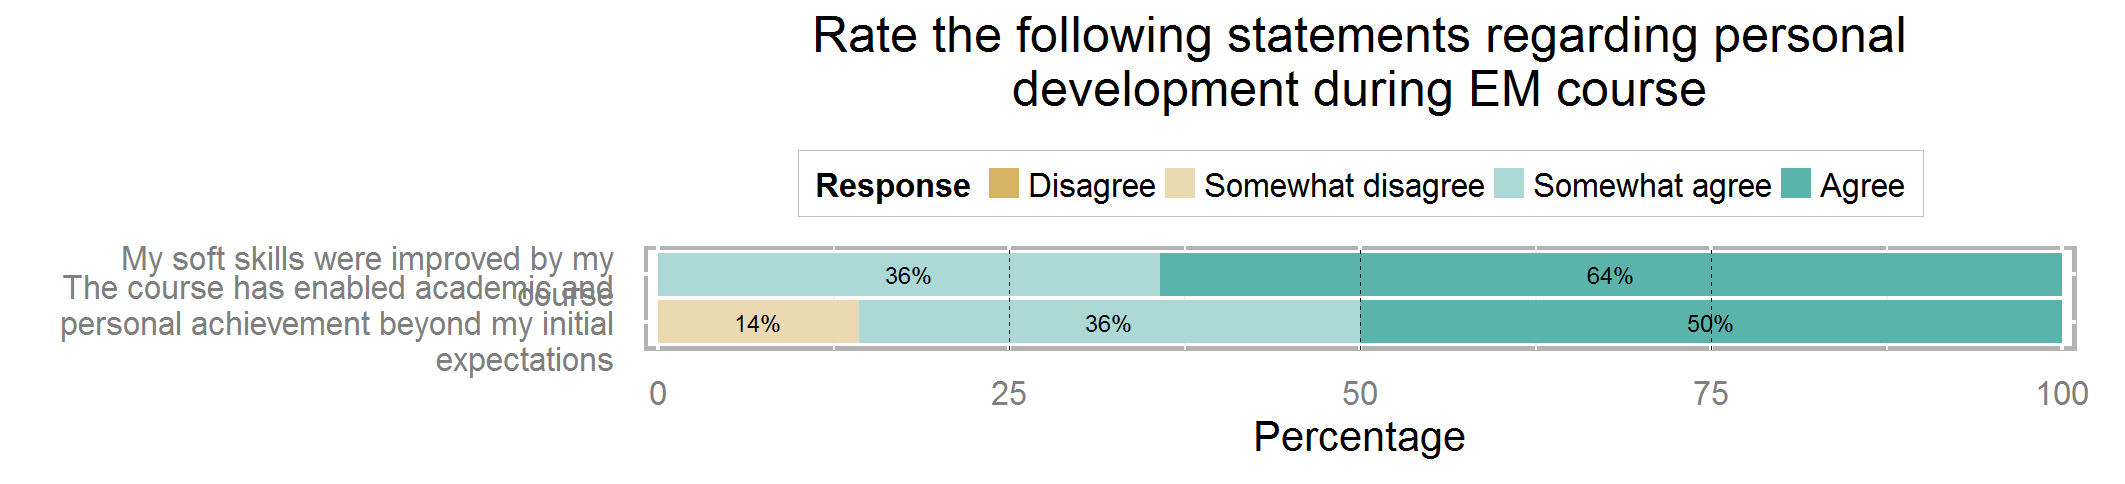 Rate the following statements regarding personal
development during EM course
Response Disagree Somewhat disagree Somewhat agree Agree
My soft skills were improved by my
course
36% 64%
The course has enabled academic and
personal achievement beyond my initial
expectations
14% 36% 50%
0 25 50 75 100
Percentage